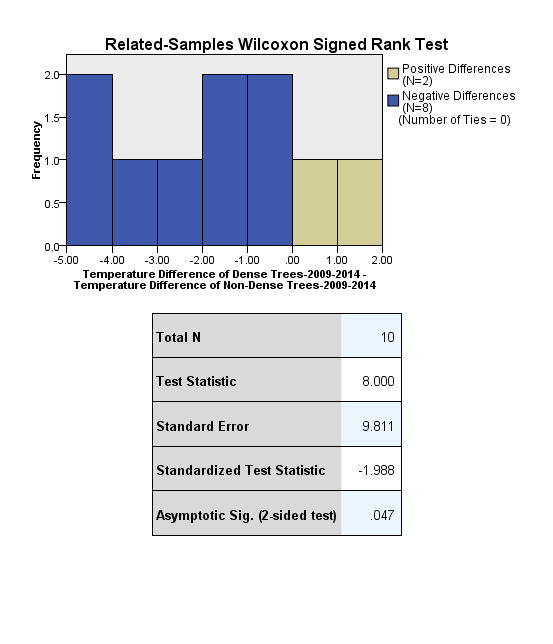 Related-Samples Wilcoxon Signed Rank Test
Positive Differences
(N=2)
Negative Differences
(N=8)
(Number of Ties = 0)
Frequency
2.0
1.5
1.0
0.5
0.0
-5.00 -4.00 -3.00 -2.00 -1.00 .00 1.00 2.00
Temperature Difference of Dense Trees-2009-2014 -
Temperature Difference of Non-Dense Trees-2009-2014
Total N 10
Test Statistic 8.000
Standard Error 9.811
Standardized Test Statistic -1.988
Asymptotic Sig. (2-sided test) .047